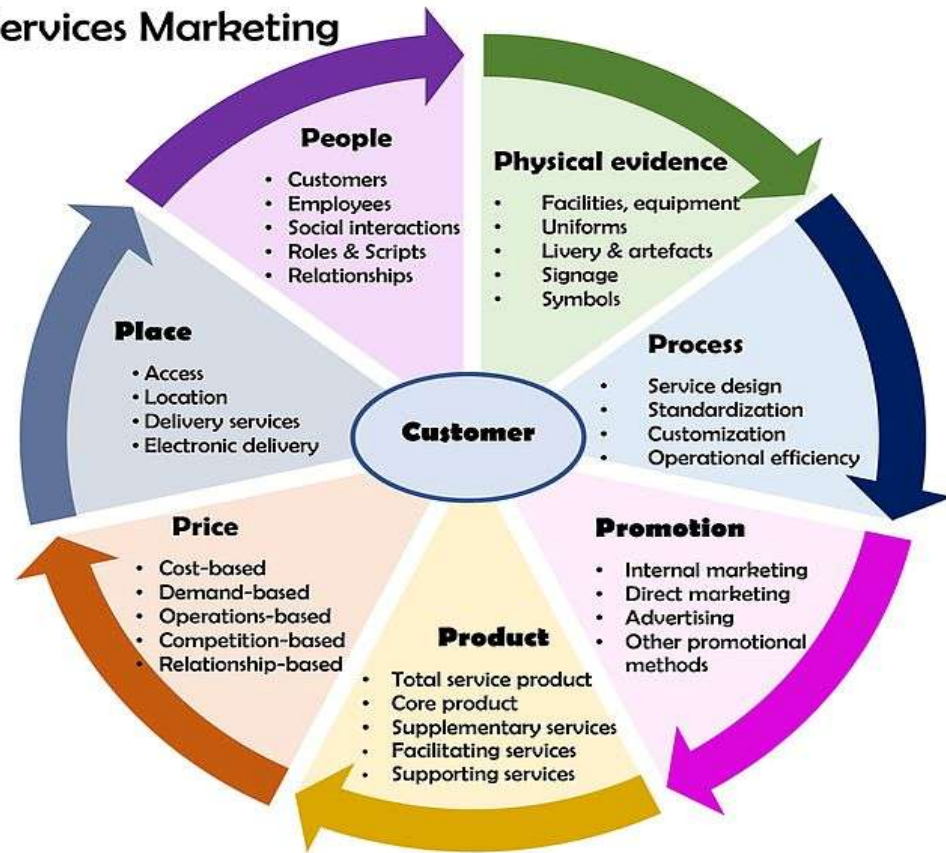 ervices Marketing
People
• Customers
• Employees
• Social interactions
• Roles & Scripts
• Relationships
Physical evidence
• Facilities, equipment
• Uniforms
• Livery & artefacts
• Signage
• Symbols
Process
• Service design
• Standardization
• Customization
• Operational efficiency
Promotion
• Internal marketing
• Direct marketing
• Advertising
• Other promotional
methods
Product
• Total service product
• Core product
• Supplementary services
• Facilitating services
• Supporting services
Price
• Cost-based
• Demand-based
• Operations-based
• Competition-based
• Relationship-based
Place
• Access
• Location
• Delivery services
• Electronic delivery
Customer